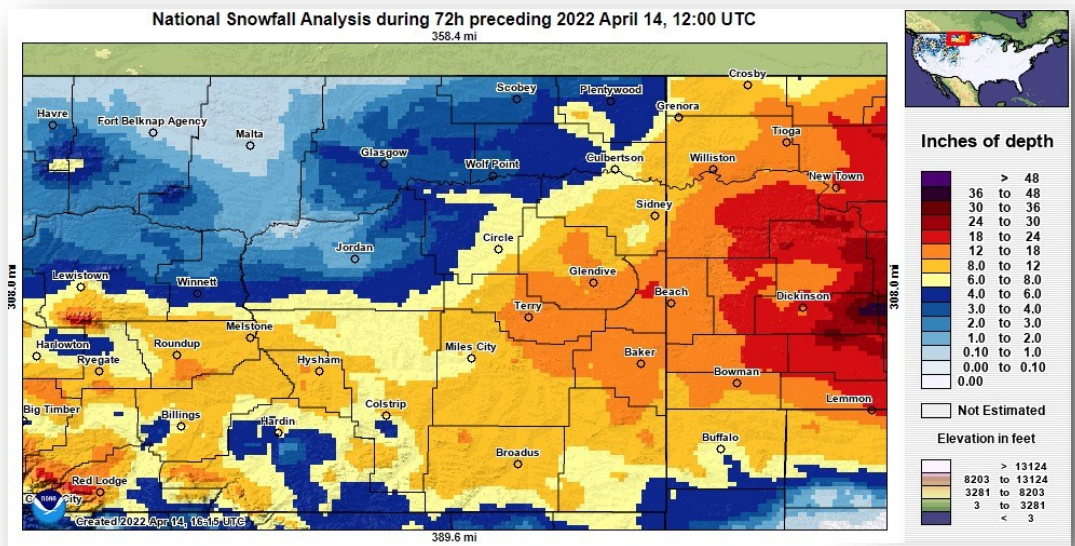 National Snowfall Analysis during 72h preceding 2022 April 14, 12:00 UTC
358.4 mi
Crosby
Scobey
Plentywood
Grenora
Havre
Fort Belknap Agency
Malta
Tioga
Glasgow
Wolf Point
Culbertson
Williston
New Town
Sidney
Circle
Jordan
Lewistown
Winnett
Glendive
Terry
Beach
Dickinson
308.0 mi
308.0 mi
Melstone
Harlowton
Roundup
Ryegate
Hysham
Miles City
Baker
Bowman
Big Timber
Billings
Colstrip
Hardin
Lemmon
Buffalo
Broadus
Red Lodge
City
NOAA
Created 2022 Apr 14, 16:15 UTC
389.6 mi
Inches of depth
> 48
36 to 48
30 to 36
24 to 30
18 to 24
12 to 18
8.0 to 12
6.0 to 8.0
4.0 to 6.0
3.0 to 4.0
2.0 to 3.0
1.0 to 2.0
0.10 to 1.0
0.00 to 0.10
0.00
Not Estimated
Elevation in feet
> 13124
8203 to 13124
3281 to 8203
3 to 3281
< 3